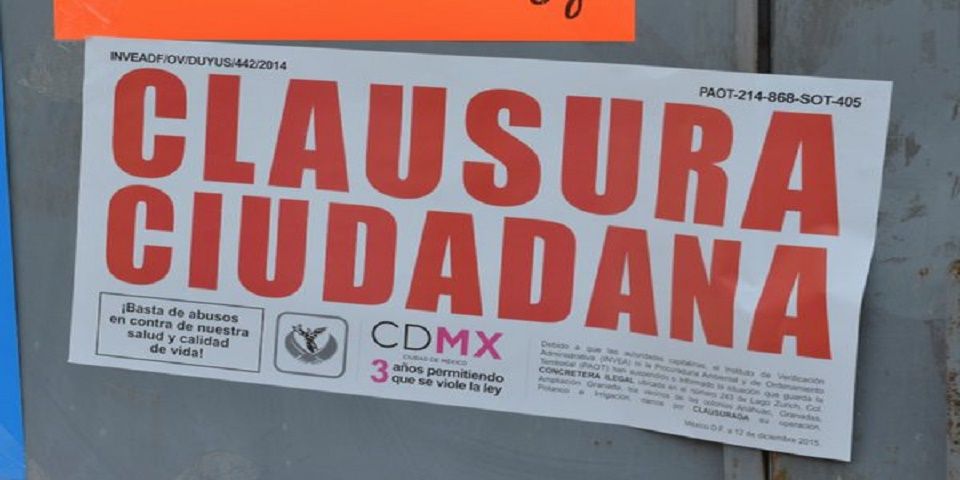 INVEADF/OV/DUYUS/442/2014
PAOT-214-868-SOT-405
CLAUSURA
CIUDADANA
¡Basta de abusos
en contra de nuestra
salud y calidad
de vida!
CDMX
CIUDAD DE MÉXICO
3 años permitiendo
que se viole la ley
Debido a que las autoridades capitalinas, el Instituto de Verificación
Administrativa (INVEA) ni la Procuraduría Ambiental y de Ordenamiento
Territorial (PAOT) han suspendido o informado la situación que guarda la
CONCRETERA ILEGAL ubicada en el número 243 de Lago Zurich, Col.
Ampliación Granada, los vecinos de las colonias Anáhuac, Granadas,
Polanco e Irrigación, damos por CLAUSURADA su operación.
México D.F. a 12 de diciembre 2015.